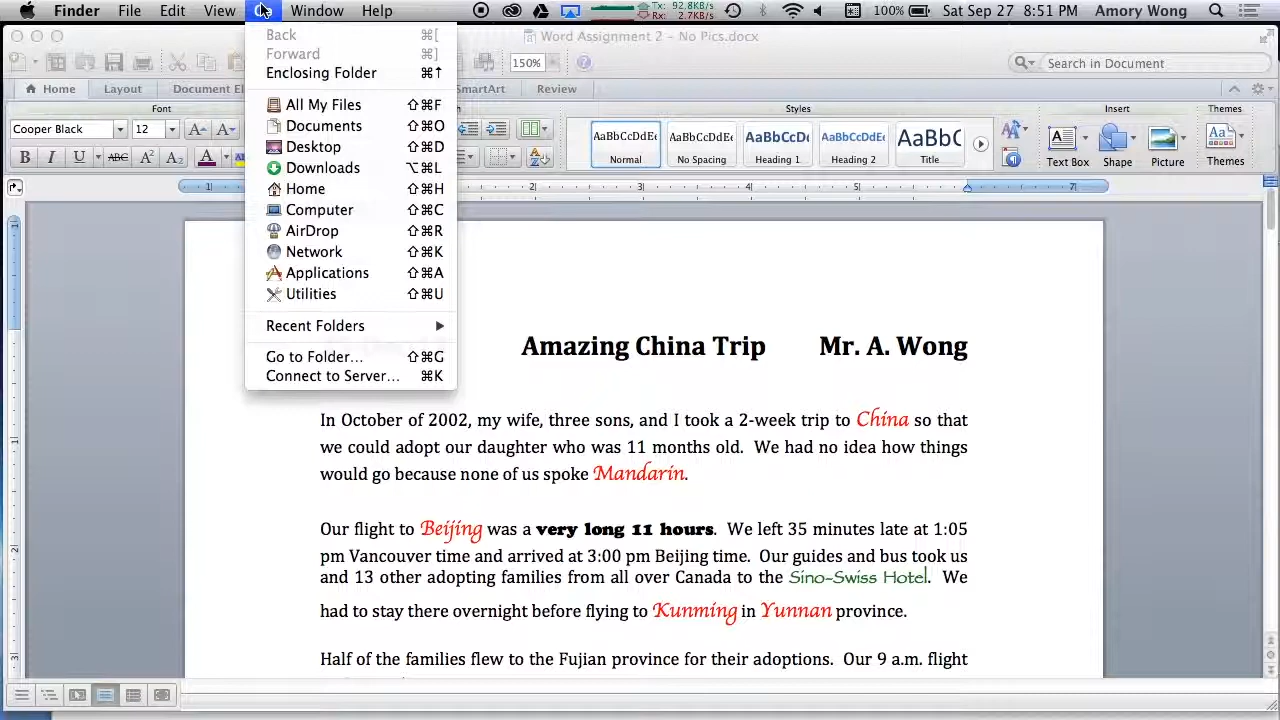 Finder File Edit View Go Window Help Tx: 92.8KB/s Rx: 2.7KB/s 100% Sat Sep 27 8:51 PM Amory Wong
Word Assignment 2 - No Pics.docx
150% Search in Document
Home Layout Document El SmartArt Review
Font Styles Insert Themes
Cooper Black 12 A A
B I U ABC A² A₂ A
AaBbCcDdEe AaBbCcDdEe AaBbCcDc AaBbCcDdEe AaBbC
Normal No Spacing Heading 1 Heading 2 Title
Text Box Shape Picture Themes
Back ⌘[
Forward ⌘]
Enclosing Folder ⌘↑
All My Files ⇧⌘F
Documents ⇧⌘O
Desktop ⇧⌘D
Downloads ⌥⌘L
Home ⇧⌘H
Computer ⇧⌘C
AirDrop ⇧⌘R
Network ⇧⌘K
Applications ⇧⌘A
Utilities ⇧⌘U
Recent Folders ▶
Go to Folder... ⇧⌘G
Connect to Server... ⌘K
Amazing China Trip Mr. A. Wong
In October of 2002, my wife, three sons, and I took a 2-week trip to China so that
we could adopt our daughter who was 11 months old. We had no idea how things
would go because none of us spoke Mandarin.
Our flight to Beijing was a very long 11 hours. We left 35 minutes late at 1:05
pm Vancouver time and arrived at 3:00 pm Beijing time. Our guides and bus took us
and 13 other adopting families from all over Canada to the Sino-Swiss Hotel. We
had to stay there overnight before flying to Kunming in Yunnan province.
Half of the families flew to the Fujian province for their adoptions. Our 9 a.m. flight